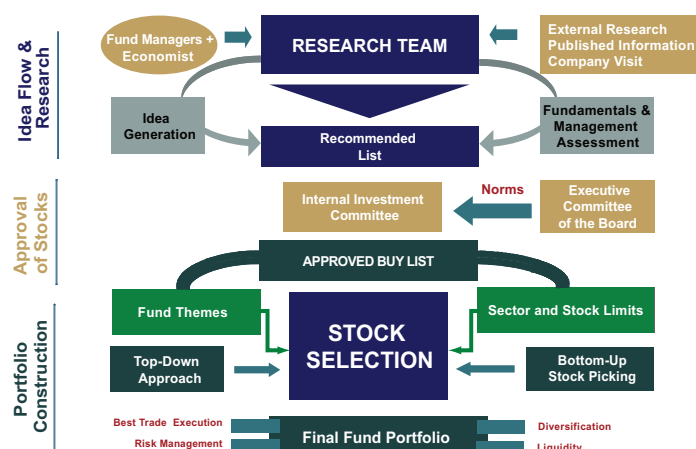 Idea Flow &
Research
Fund Managers +
Economist
RESEARCH TEAM
External Research
Published Information
Company Visit
Idea
Generation
Recommended
List
Fundamentals &
Management
Assessment
Approval
of Stocks
Internal Investment
Committee
Norms
Executive
Committee
of the Board
APPROVED BUY LIST
Portfolio
Construction
Fund Themes
STOCK
SELECTION
Sector and Stock Limits
Top-Down
Approach
Bottom-Up
Stock Picking
Best Trade Execution
Risk Management
Final Fund Portfolio
Diversification
Liquidity